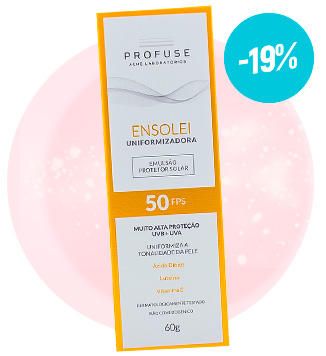 -19%
PROFUSE
ACHÉ LABORATÓRIOS
ENSOLEI
UNIFORMIZADORA
EMULSÃO
PROTETOR SOLAR
50 FPS
MUITO ALTA PROTEÇÃO
UVB + UVA
UNIFORMIZA A
TONALIDADE DA PELE
Vitamina E
DERMATOLOGICAMENTE TESTADO
NÃO COMEDOGÊNICO
60g